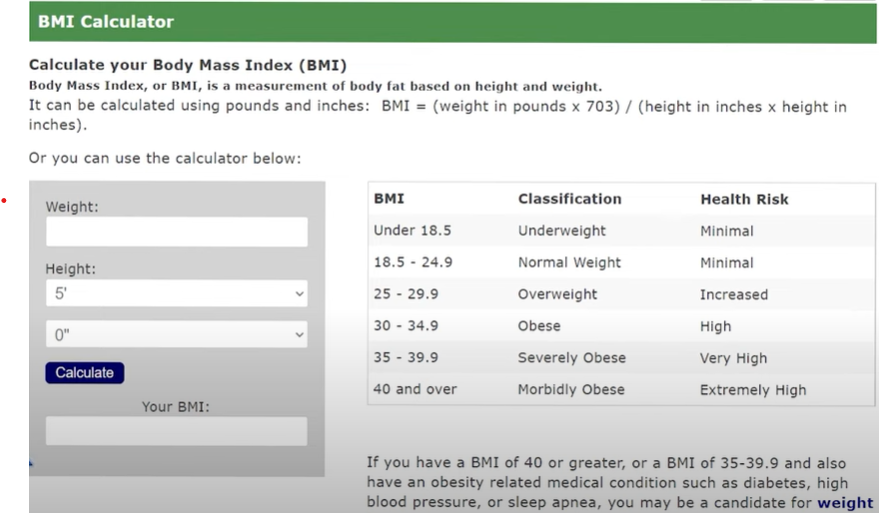 BMI Calculator
Calculate your Body Mass Index (BMI)
Body Mass Index, or BMI, is a measurement of body fat based on height and weight.
It can be calculated using pounds and inches: BMI = (weight in pounds x 703) / (height in inches x height in
inches).
Or you can use the calculator below:
Weight:
Height:
5'
0"
Calculate
Your BMI:
BMI Classification Health Risk
Under 18.5 Underweight Minimal
18.5 - 24.9 Normal Weight Minimal
25 - 29.9 Overweight Increased
30 - 34.9 Obese High
35 - 39.9 Severely Obese Very High
40 and over Morbidly Obese Extremely High
If you have a BMI of 40 or greater, or a BMI of 35-39.9 and also
have an obesity related medical condition such as diabetes, high
blood pressure, or sleep apnea, you may be a candidate for weight